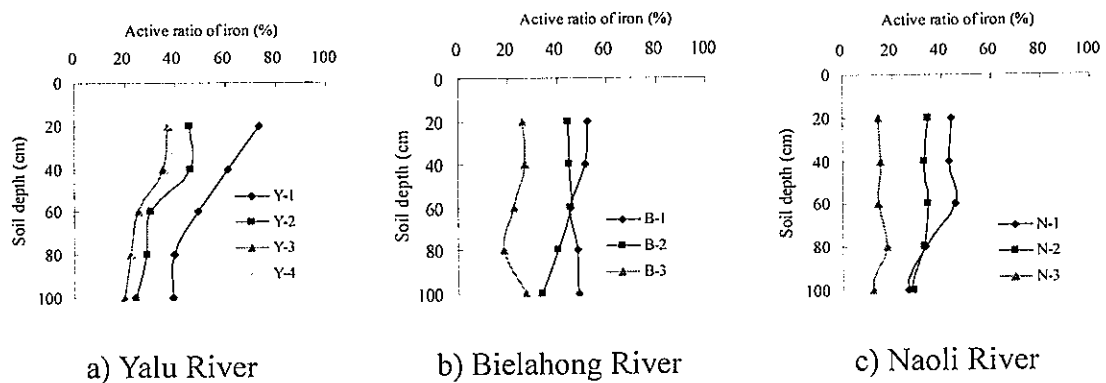 Active ratio of iron (%)
0 20 40 60 80 100
0
20
40
60
80
100
Soil depth (cm)
Y-1
Y-2
Y-3
Y-4
a) Yalu River
Active ratio of iron (%)
0 20 40 60 80 100
0
20
40
60
80
100
Soil depth (cm
B-1
B-2
B-3
b) Bielahong River
Active ratio of iron (%)
0 20 40 60 80 100
0
20
40
60
80
100
Soil depth (cm)
N-1
N-2
N-3
c) Naoli River